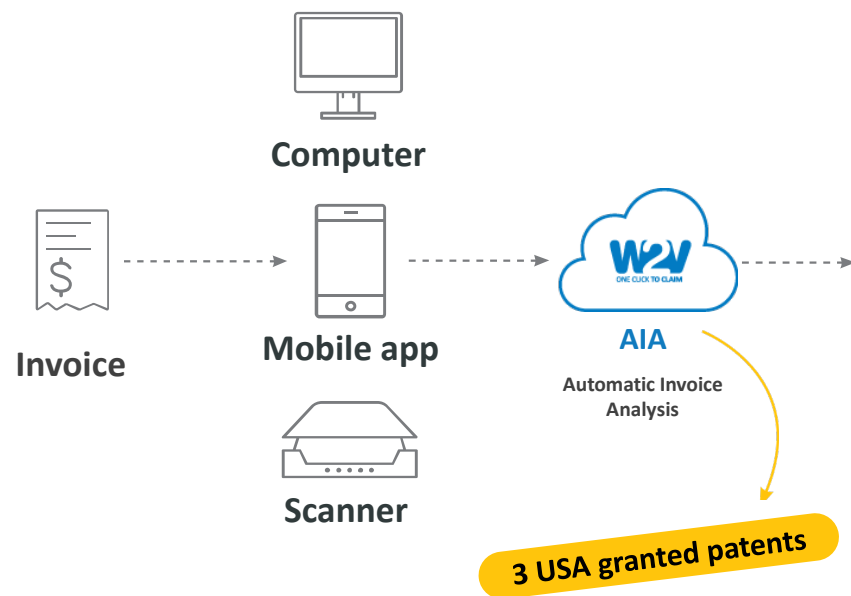 Computer
$
Invoice
Mobile app
Scanner
W2V
ONE CLICK TO CLAIM
AIA
Automatic Invoice
Analysis
3 USA granted patents